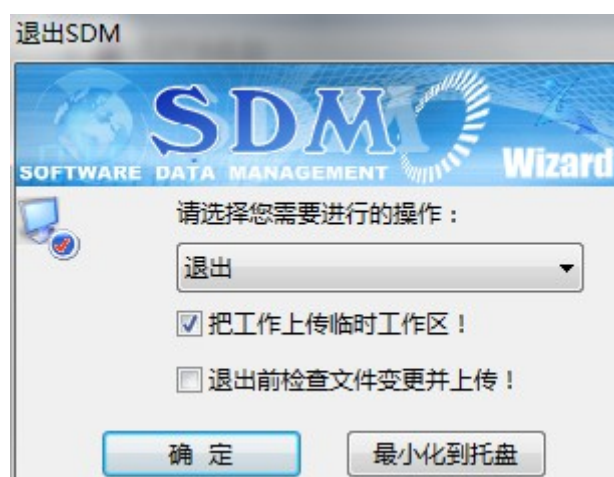 退出SDM
SDM
SOFTWARE DATA MANAGEMENT
Wizard
请选择您需要进行的操作：
退出
把工作上传临时工作区！
退出前检查文件变更并上传！
确 定
最小化到托盘